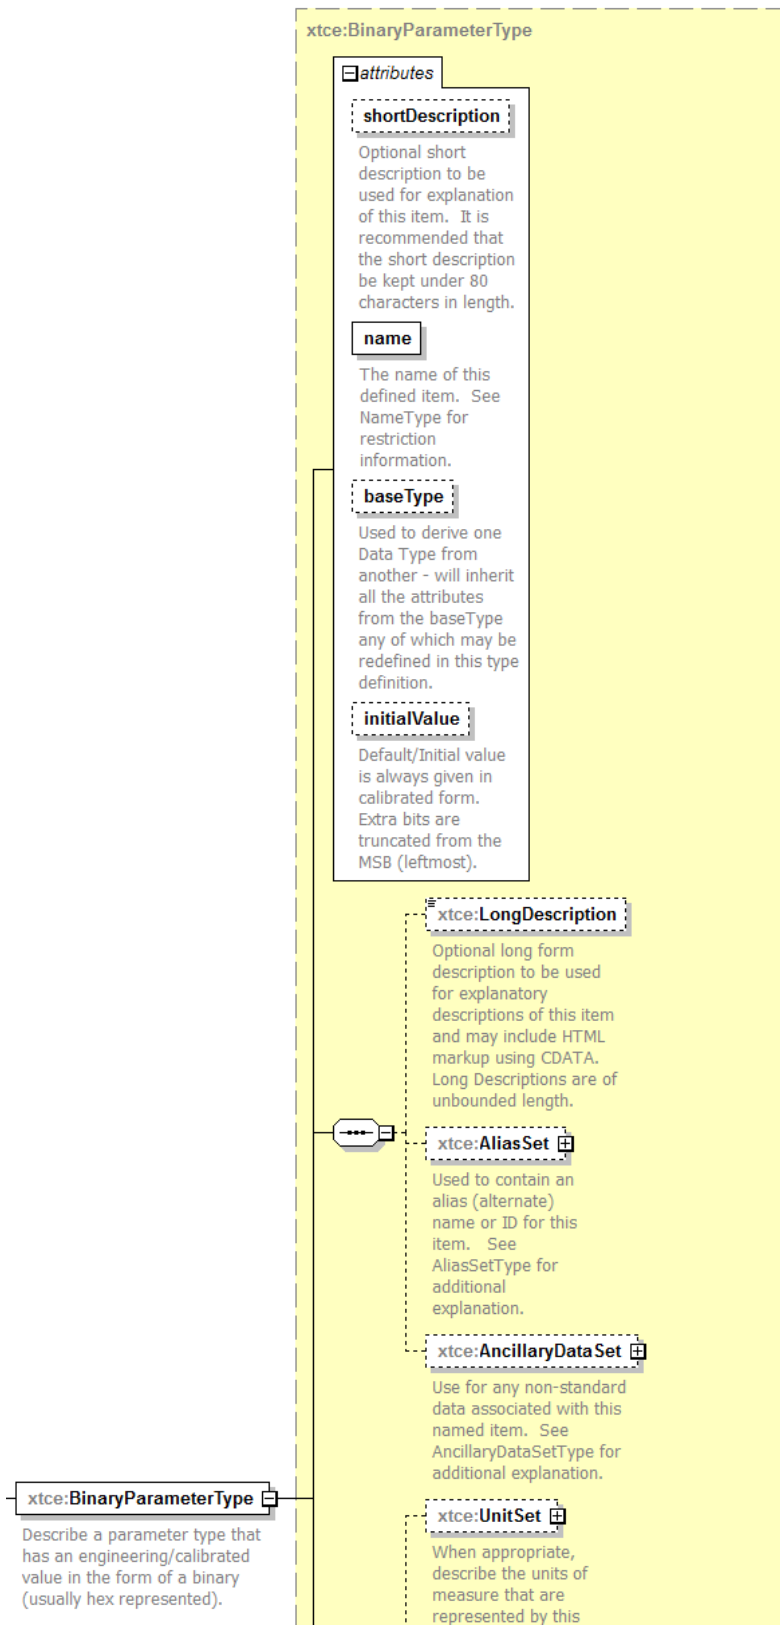 xtce:BinaryParameterType
attributes
shortDescription
Optional short
description to be
used for explanation
of this item.  It is
recommended that
the short description
be kept under 80
characters in length.
name
The name of this
defined item.  See
NameType for
restriction
information.
baseType
Used to derive one
Data Type from
another - will inherit
all the attributes
from the baseType
any of which may be
redefined in this type
definition.
initialValue
Default/Initial value
is always given in
calibrated form.
Extra bits are
truncated from the
MSB (leftmost).
xtce:LongDescription
Optional long form
description to be used
for explanatory
descriptions of this item
and may include HTML
markup using CDATA.
Long Descriptions are of
unbounded length.
xtce:AliasSet
Used to contain an
alias (alternate)
name or ID for this
item.   See
AliasSetType for
additional
explanation.
xtce:AncillaryDataSet
Use for any non-standard
data associated with this
named item.  See
AncillaryDataSetType for
additional explanation.
xtce:BinaryParameterType
Describe a parameter type that
has an engineering/calibrated
value in the form of a binary
(usually hex represented).
xtce:UnitSet
When appropriate,
describe the units of
measure that are
represented by this